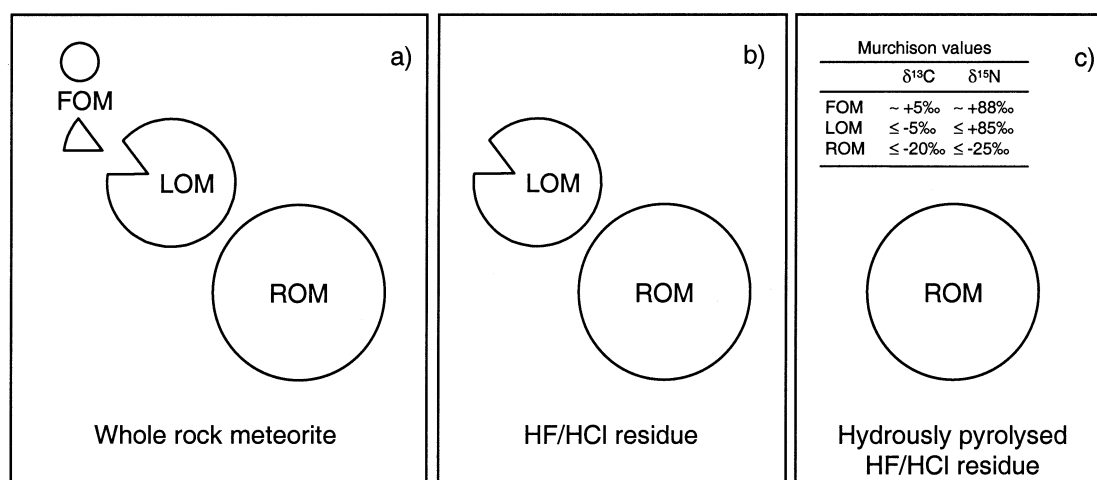 a)
FOM
LOM
ROM
Whole rock meteorite
b)
LOM
ROM
HF/HCl residue
c)
Murchison values
δ¹³C δ¹⁵N
FOM ~ +5‰ ~ +88‰
LOM ≤ -5‰ ≤ +85‰
ROM ≤ -20‰ ≤ -25‰
ROM
Hydrously pyrolysed
HF/HCl residue